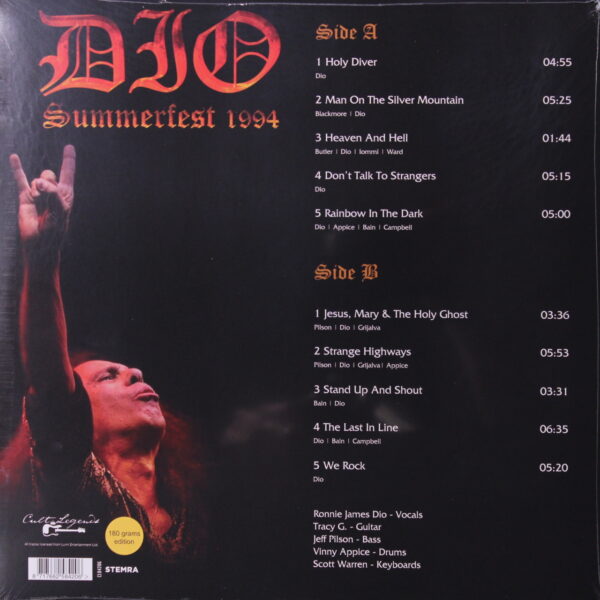 DIO
Summerfest 1994
Side A
1 Holy Diver 04:55
Dio
2 Man On The Silver Mountain 05:25
Blackmore | Dio
3 Heaven And Hell 01:44
Butler | Dio | Iommi | Ward
4 Don't Talk To Strangers 05:15
Dio
5 Rainbow In The Dark 05:00
Dio | Appice | Bain | Campbell
Side B
1 Jesus, Mary & The Holy Ghost 03:36
Pilson | Dio | Grijalva
2 Strange Highways 05:53
Pilson | Dio | Grijalva| Appice
3 Stand Up And Shout 03:31
Bain | Dio
4 The Last In Line 06:35
Dio | Bain | Campbell
5 We Rock 05:20
Dio
Ronnie James Dio - Vocals
Tracy G. - Guitar
Jeff Pilson - Bass
Vinny Appice - Drums
Scott Warren - Keyboards
Cult Legends
180 grams
edition
STEMRA